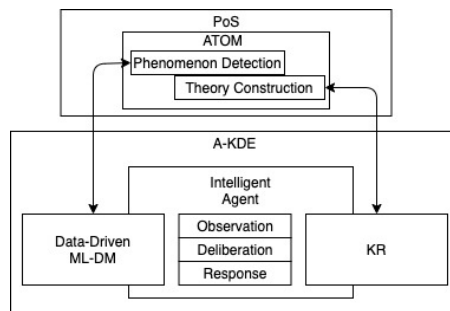 PoS
ATOM
Phenomenon Detection
Theory Construction
A-KDE
Intelligent
Agent
Data-Driven
ML-DM
Observation
Deliberation
Response
KR